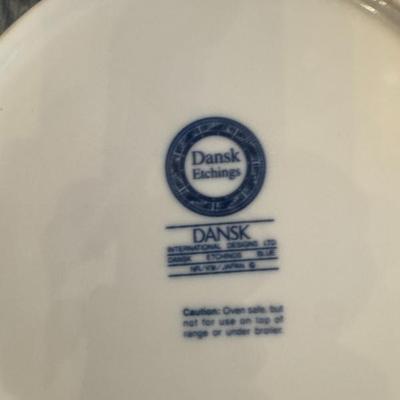 Dansk
Etchings
DANSK
INTERNATIONAL DESIGNS LTD
DANSK ETCHINGS BLUE
/JAPAN ©
Caution: Oven safe, but
not for use on top of
range or under broiler.